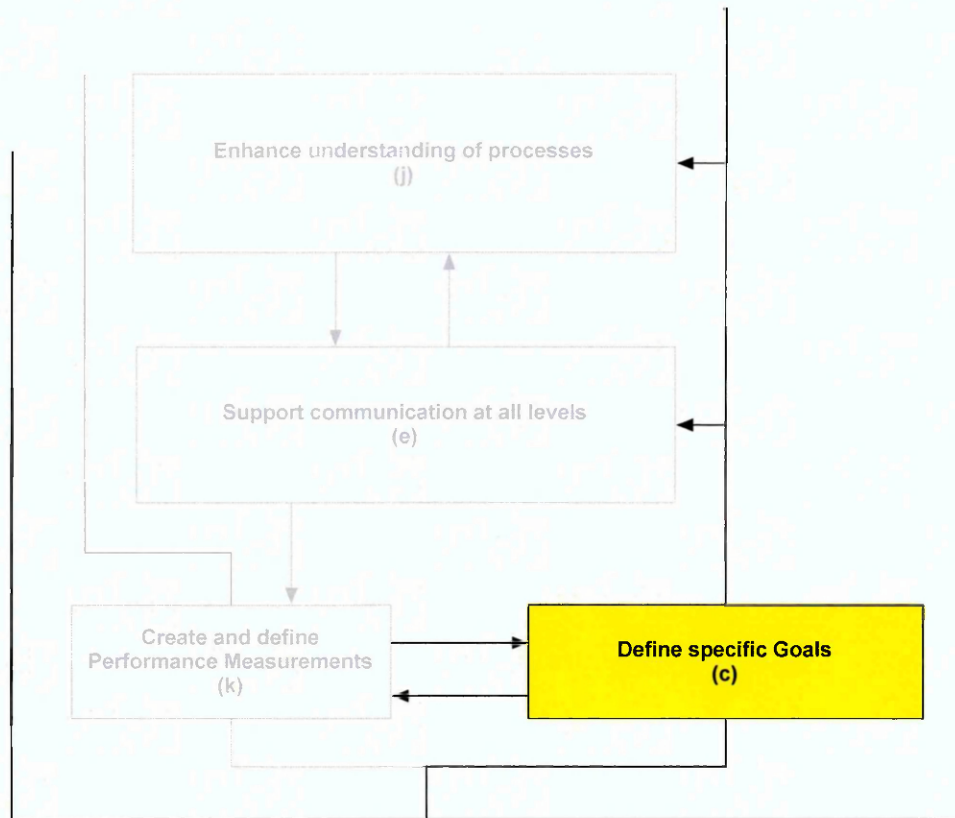 Enhance understanding of processes
(j)
Support communication at all levels
(e)
Create and define
Performance Measurements
(k)
Define specific Goals
(c)